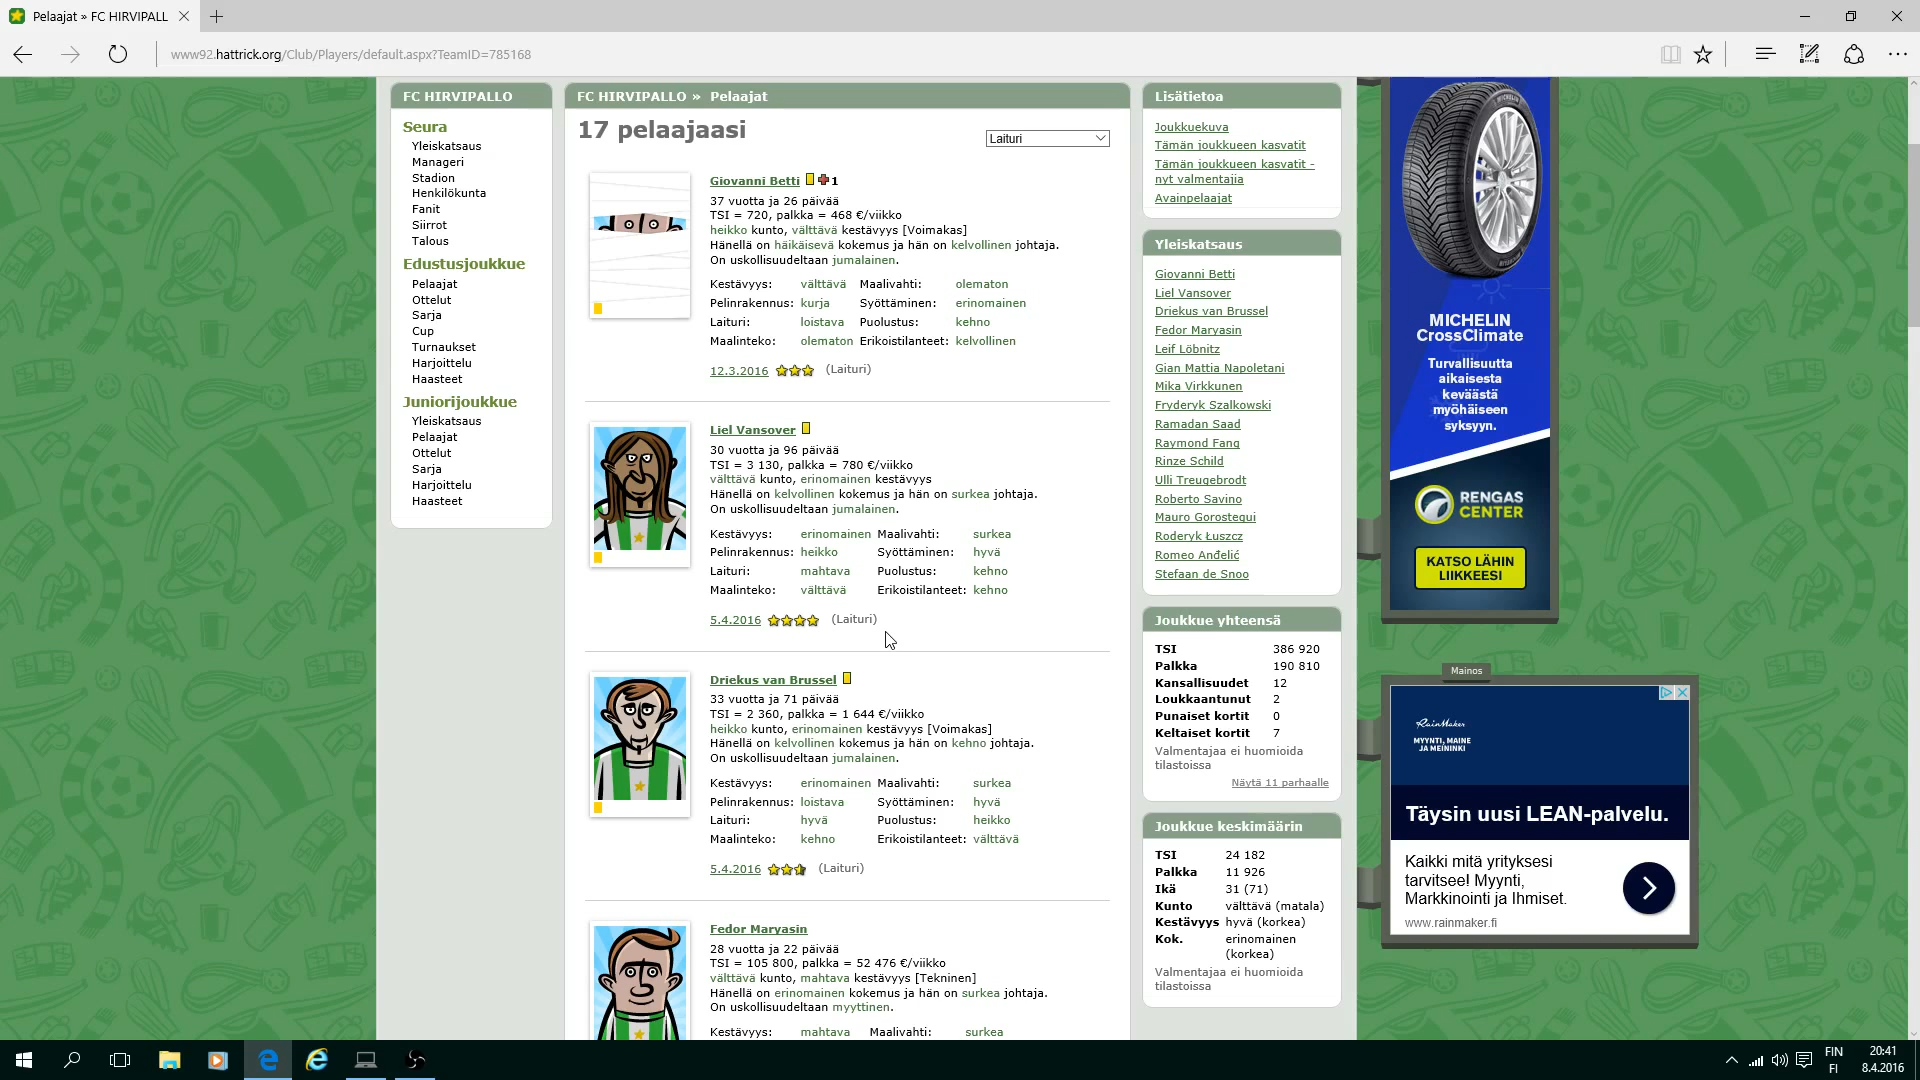 Pelaajat » FC HIRVIPALL
www92.hattrick.org/Club/Players/default.aspx?TeamID=785168
FC HIRVIPALLO
Seura
Yleiskatsaus
Manageri
Stadion
Henkilökunta
Fanit
Siirrot
Talous
Edustusjoukkue
Pelaajat
Ottelut
Sarja
Cup
Turnaukset
Harjoittelu
Haasteet
Juniorijoukkue
Yleiskatsaus
Pelaajat
Ottelut
Sarja
Harjoittelu
Haasteet
FC HIRVIPALLO » Pelaajat
17 pelaajaasi
Laituri
Giovanni Betti 1
37 vuotta ja 26 päivää
TSI = 720, palkka = 468 €/viikko
heikko kunto, välttävä kestävyys [Voimakas]
Hänellä on häikäisevä kokemus ja hän on kelvollinen johtaja.
On uskollisuudeltaan jumalainen.
Kestävyys: välttävä Maalivahti: olematon
Pelinrakennus: kurja Syöttäminen: erinomainen
Laituri: loistava Puolustus: kehno
Maalinteko: olematon Erikoistilanteet: kelvollinen
12.3.2016 (Laituri)
Liel Vansover
30 vuotta ja 96 päivää
TSI = 3 130, palkka = 780 €/viikko
välttävä kunto, erinomainen kestävyys
Hänellä on kelvollinen kokemus ja hän on surkea johtaja.
On uskollisuudeltaan jumalainen.
Kestävyys: erinomainen Maalivahti: surkea
Pelinrakennus: heikko Syöttäminen: hyvä
Laituri: mahtava Puolustus: kehno
Maalinteko: välttävä Erikoistilanteet: kehno
5.4.2016 (Laituri)
Driekus van Brussel
33 vuotta ja 71 päivää
TSI = 2 360, palkka = 1 644 €/viikko
heikko kunto, erinomainen kestävyys [Voimakas]
Hänellä on kelvollinen kokemus ja hän on kehno johtaja.
On uskollisuudeltaan jumalainen.
Kestävyys: erinomainen Maalivahti: surkea
Pelinrakennus: loistava Syöttäminen: hyvä
Laituri: hyvä Puolustus: heikko
Maalinteko: kehno Erikoistilanteet: välttävä
5.4.2016 (Laituri)
Fedor Maryasin
28 vuotta ja 22 päivää
TSI = 105 800, palkka = 52 476 €/viikko
välttävä kunto, mahtava kestävyys [Tekninen]
Hänellä on erinomainen kokemus ja hän on surkea johtaja.
On uskollisuudeltaan myyttinen.
Kestävyys: mahtava Maalivahti: surkea
Lisätietoa
Joukkuekuva
Tämän joukkueen kasvatit
Tämän joukkueen kasvatit -
nyt valmentajia
Avainpelaajat
Yleiskatsaus
Giovanni Betti
Liel Vansover
Driekus van Brussel
Fedor Maryasin
Leif Löbnitz
Gian Mattia Napoletani
Mika Virkkunen
Fryderyk Szalkowski
Ramadan Saad
Raymond Fang
Rinze Schild
Ulli Treugebrodt
Roberto Savino
Mauro Gorostegui
Roderyk Łuszcz
Romeo Anđelić
Stefaan de Snoo
Joukkue yhteensä
TSI 386 920
Palkka 190 810
Kansallisuudet 12
Loukkaantunut 2
Punaiset kortit 0
Keltaiset kortit 7
Valmentajaa ei huomioida
tilastoissa
Näytä 11 parhaalle
Joukkue keskimäärin
TSI 24 182
Palkka 11 926
Ikä 31 (71)
Kunto välttävä (matala)
Kestävyys hyvä (korkea)
Kok. erinomainen
(korkea)
Valmentajaa ei huomioida
tilastoissa
MICHELIN
CrossClimate
Turvallisuutta
aikaisesta
keväästä
myöhäiseen
syksyyn.
RENGAS
CENTER
KATSO LÄHIN
LIIKKEESI
Mainos
RainMaker
MYYNTI, MAINE
JA MEININKI
Täysin uusi LEAN-palvelu.
Kaikki mitä yrityksesi
tarvitsee! Myynti,
Markkinointi ja Ihmiset.
www.rainmaker.fi
FIN
FI
20:41
8.4.2016